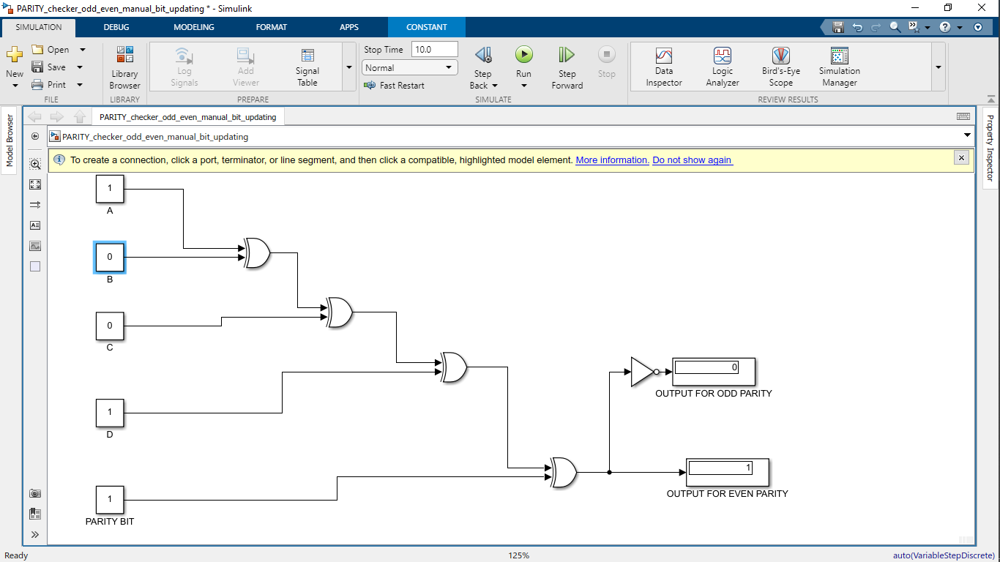 PARITY_checker_odd_even_manual_bit_updating * - Simulink
SIMULATION DEBUG MODELING FORMAT APPS CONSTANT
New
Open
Save
Print
FILE
Library
Browser
LIBRARY
Log
Signals
Add
Viewer
Signal
Table
PREPARE
Stop Time 10.0
Normal
Fast Restart
Step
Back
Run
Step
Forward
Stop
SIMULATE
Data
Inspector
Logic
Analyzer
Bird's-Eye
Scope
Simulation
Manager
REVIEW RESULTS
Model Browser
PARITY_checker_odd_even_manual_bit_updating
PARITY_checker_odd_even_manual_bit_updating
Property Inspector
To create a connection, click a port, terminator, or line segment, and then click a compatible, highlighted model element. More information. Do not show again
1
A
0
B
0
C
1
D
1
PARITY BIT
0
OUTPUT FOR ODD PARITY
1
OUTPUT FOR EVEN PARITY
Ready 125% auto(VariableStepDiscrete)